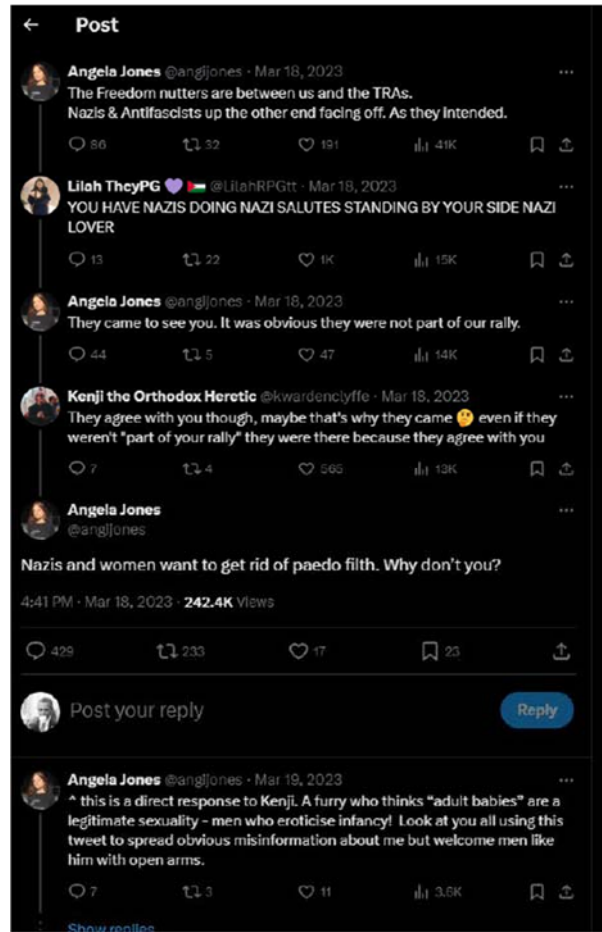 Post
Angela Jones @angijones · Mar 18, 2023
The Freedom nutters are between us and the TRAs.
Nazis & Antifascists up the other end facing off. As they intended.
86 32 191 41K
Lilah TheyPG 💜 🇵🇸 @LilahRPGtt · Mar 18, 2023
YOU HAVE NAZIS DOING NAZI SALUTES STANDING BY YOUR SIDE NAZI
LOVER
13 22 1K 15K
Angela Jones @angijones · Mar 18, 2023
They came to see you. It was obvious they were not part of our rally.
44 5 47 14K
Kenji the Orthodox Heretic @kwardenclyffe · Mar 18, 2023
They agree with you though, maybe that's why they came 🤔 even if they
weren't "part of your rally" they were there because they agree with you
7 4 565 13K
Angela Jones
@angijones
Nazis and women want to get rid of paedo filth. Why don't you?
4:41 PM · Mar 18, 2023 · 242.4K Views
429 233 17 23
Post your reply
Reply
Angela Jones @angijones · Mar 19, 2023
^ this is a direct response to Kenji. A furry who thinks "adult babies" are a
legitimate sexuality – men who eroticise infancy! Look at you all using this
tweet to spread obvious misinformation about me but welcome men like
him with open arms.
7 3 11 3.6K
Show replies